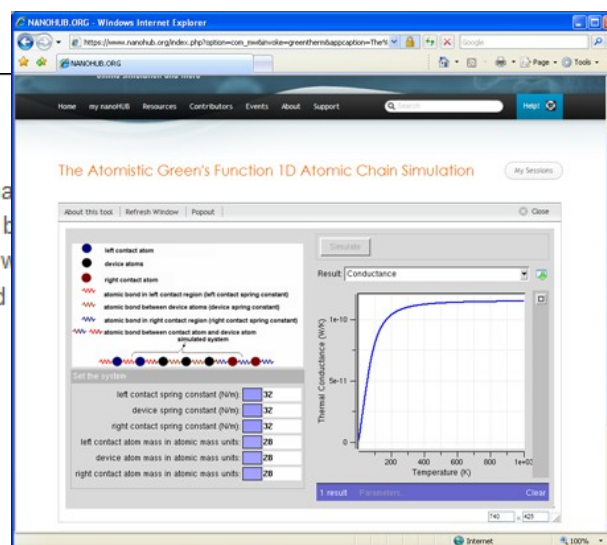 NANOHUB.ORG - Windows Internet Explorer
https://www.nanohub.org/index.php?option=com_mw&invoke=greentherm&appcaption=The%
Google
NANOHUB.ORG
Page
Tools
online simulation and more
Home my nanoHUB Resources Contributors Events About Support
Search
Help!
The Atomistic Green's Function 1D Atomic Chain Simulation
My Sessions
About this tool | Refresh Window | Popout
Close
left contact atom
device atoms
right contact atom
atomic bond in left contact region (left contact spring constant)
atomic bond between device atoms (device spring constant)
atomic bond in right contact region (right contact spring constant)
atomic bond between contact atom and device atom
simulated system
Set the system
left contact spring constant (N/m): 32
device spring constant (N/m): 32
right contact spring constant (N/m): 32
left contact atom mass in atomic mass units: 28
device atom mass in atomic mass units: 28
right contact atom mass in atomic mass units: 28
Simulate
Result: Conductance
Thermal Conductance (W/K)
1e-10
5e-11
0
200 400 600 800 1e+03
Temperature (K)
1 result Parameters... Clear
740 x 425
Internet
100%